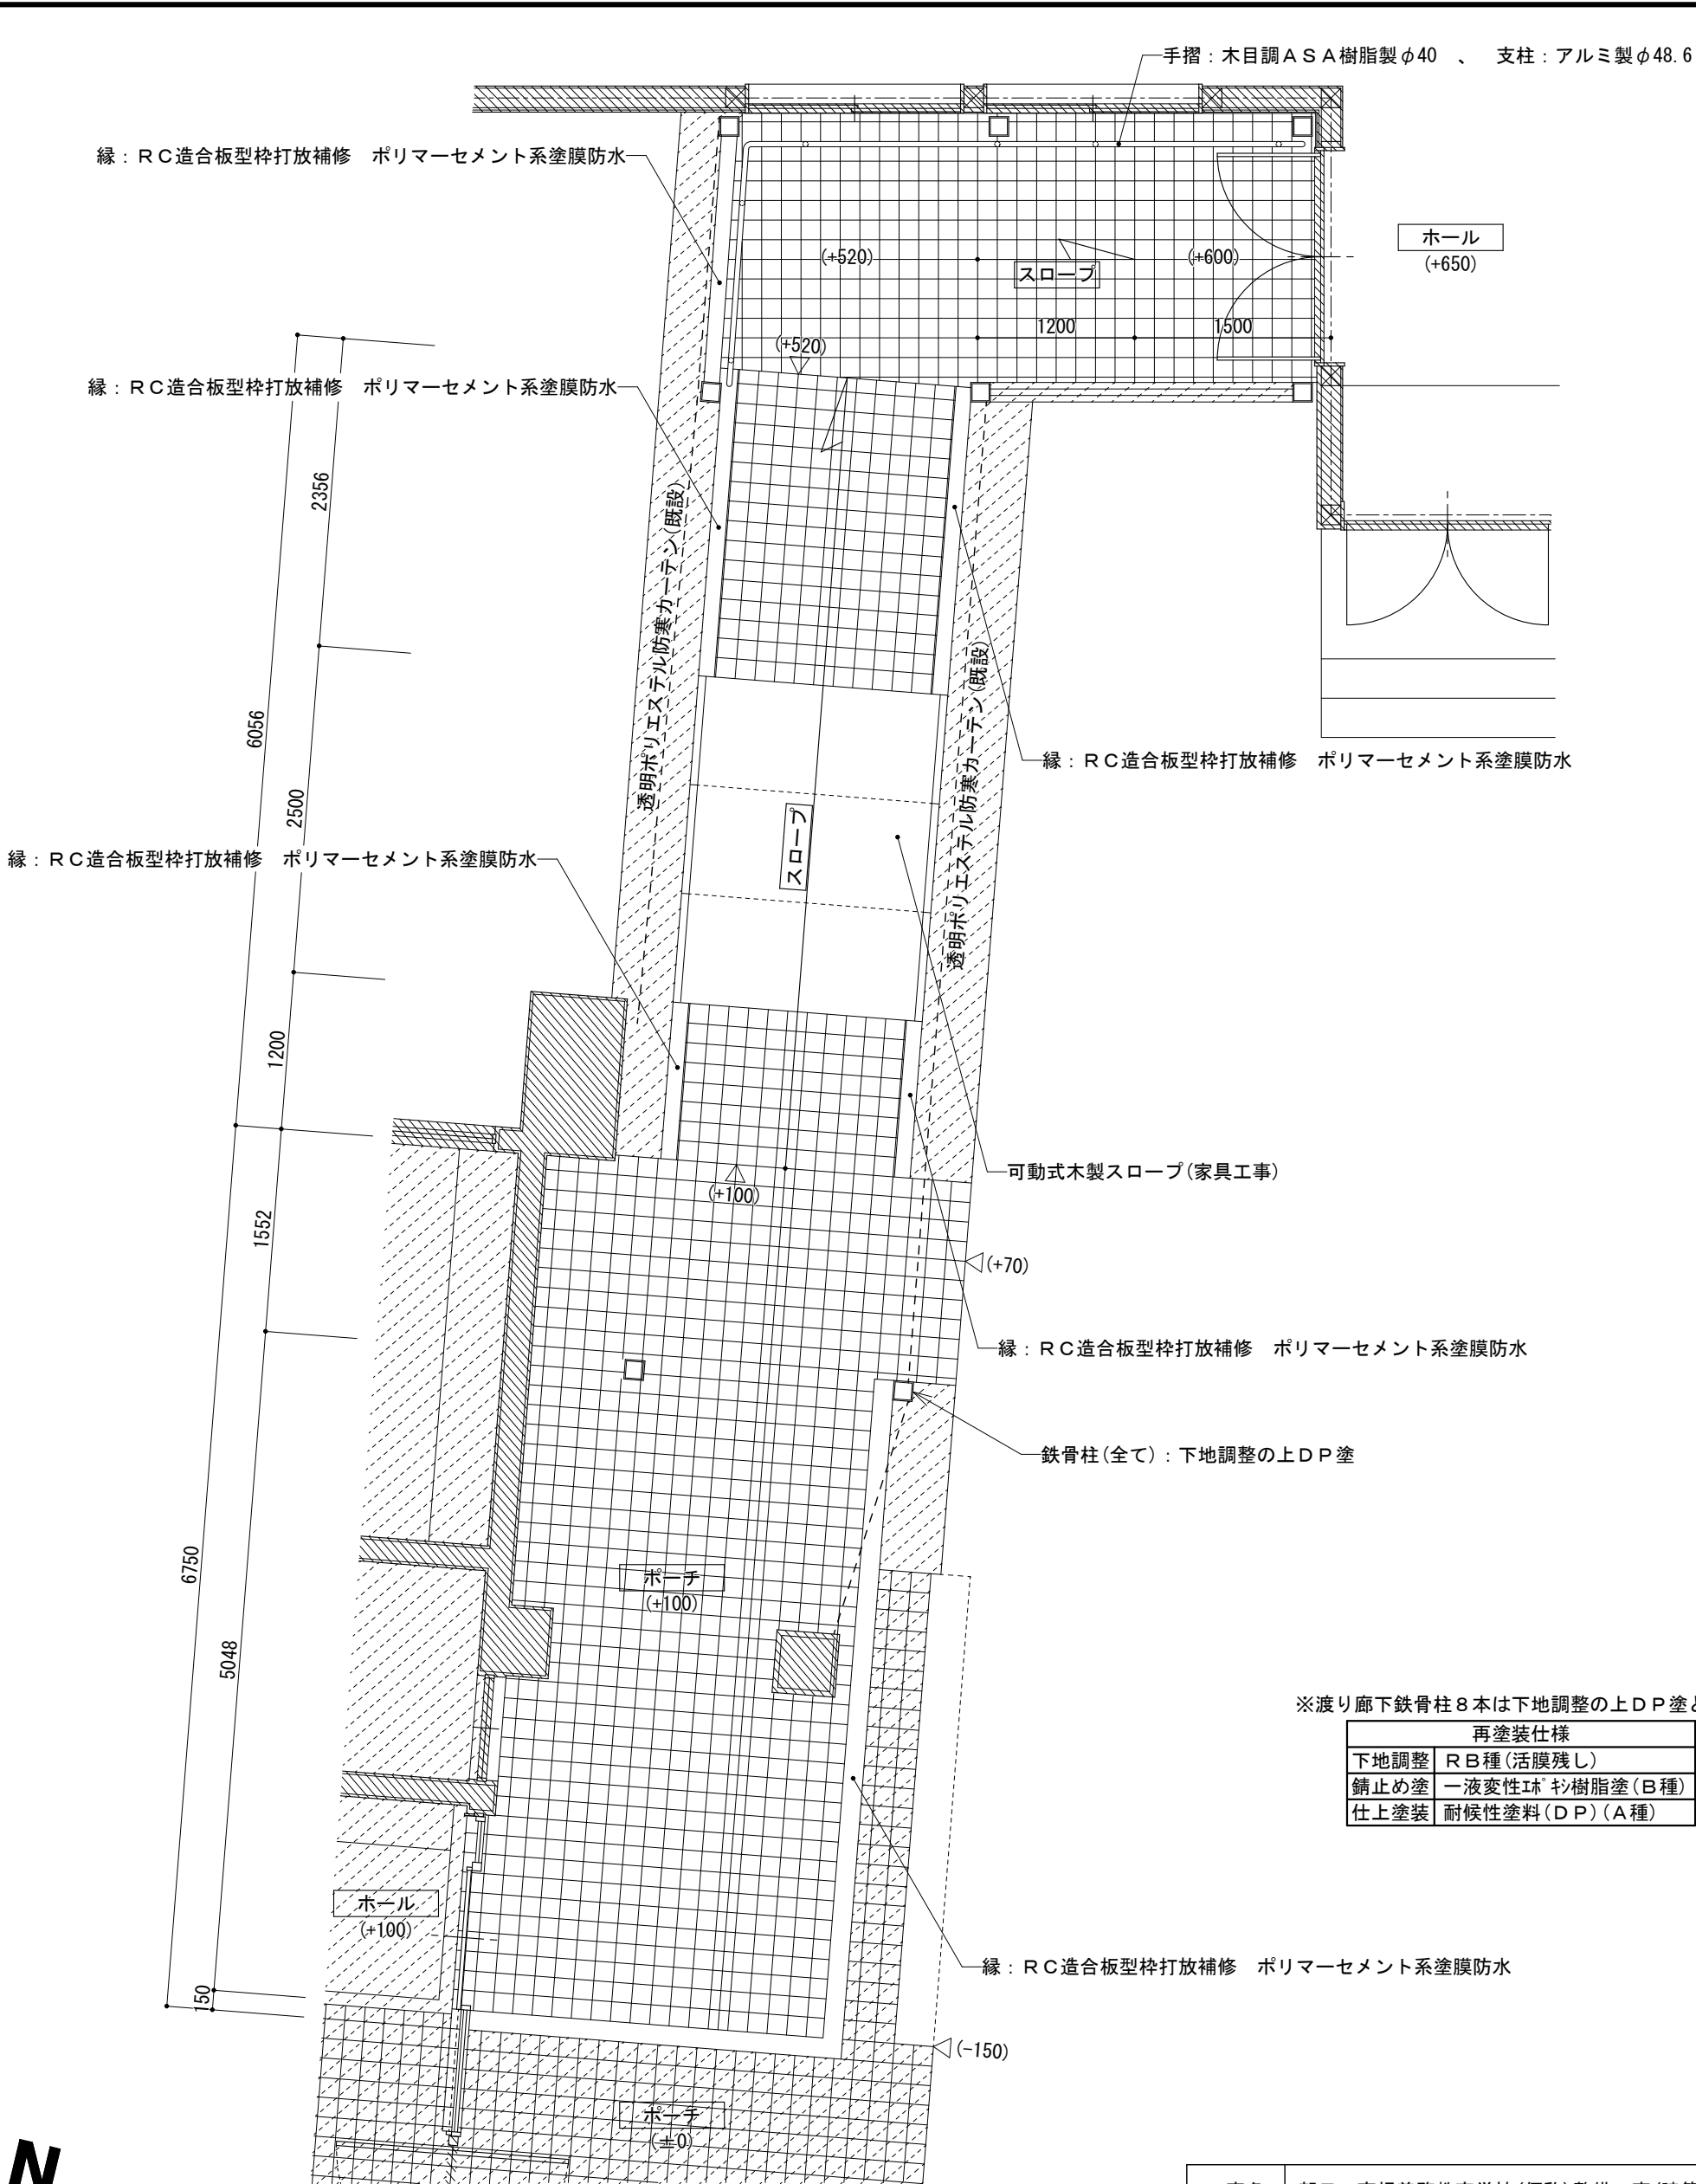 手摺：木目調ＡＳＡ樹脂製φ40　、　支柱：アルミ製φ48.6
縁：ＲＣ造合板型枠打放補修　ポリマーセメント系塗膜防水
ホール
(+650)
(+520)
スロープ
(+600)
1200
1500
(+520)
縁：ＲＣ造合板型枠打放補修　ポリマーセメント系塗膜防水
2356
透明ポリエステル防寒カーテン(既設)
6056
透明ポリエステル防寒カーテン(既設)
縁：ＲＣ造合板型枠打放補修　ポリマーセメント系塗膜防水
2500
スロープ
縁：ＲＣ造合板型枠打放補修　ポリマーセメント系塗膜防水
1200
可動式木製スロープ(家具工事)
(+100)
1552
(+70)
縁：ＲＣ造合板型枠打放補修　ポリマーセメント系塗膜防水
鉄骨柱(全て)：下地調整の上ＤＰ塗
6750
ポーチ
(+100)
5048
※渡り廊下鉄骨柱８本は下地調整の上ＤＰ塗
再塗装仕様
下地調整 ＲＢ種(活膜残し)
錆止め塗 一液変性ｴﾎﾟｷｼ樹脂塗(Ｂ種)
仕上塗装 耐候性塗料(ＤＰ)(Ａ種)
ホール
(+100)
縁：ＲＣ造合板型枠打放補修　ポリマーセメント系塗膜防水
150
(-150)
ポーチ
(±0)
N